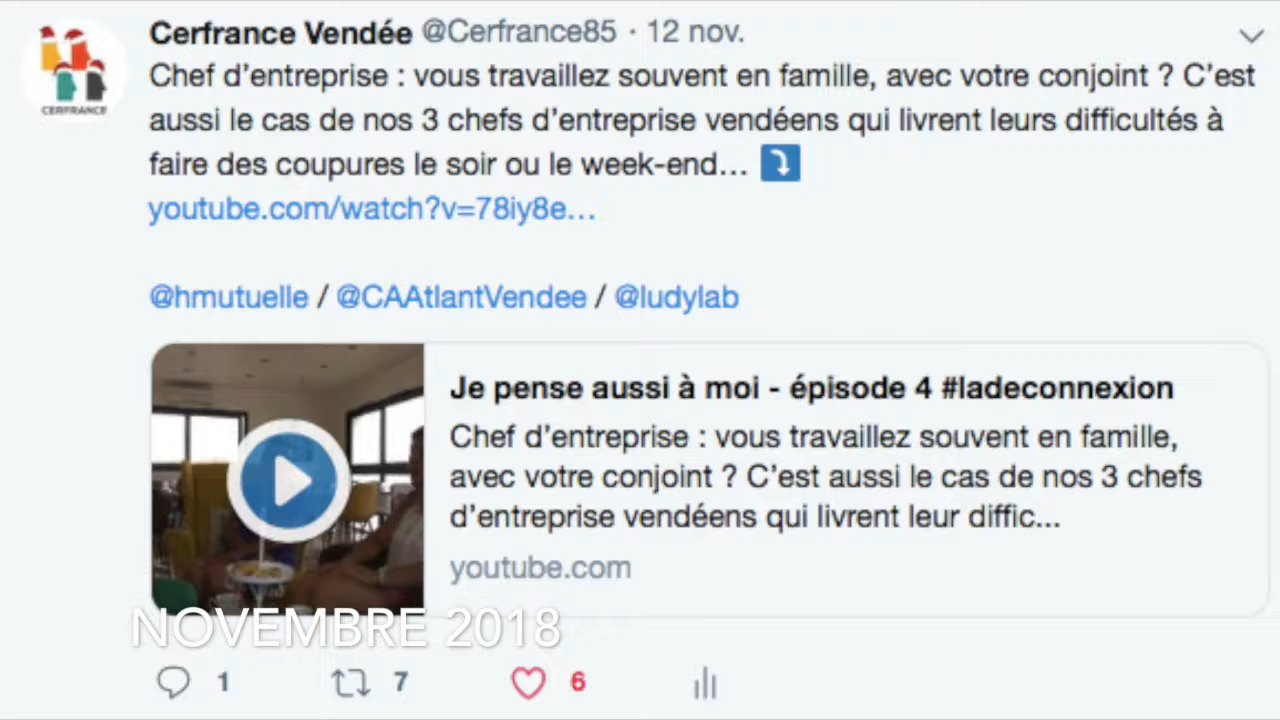 Cerfrance Vendée @Cerfrance85 · 12 nov.
Chef d'entreprise : vous travaillez souvent en famille, avec votre conjoint ? C'est
aussi le cas de nos 3 chefs d'entreprise vendéens qui livrent leurs difficultés à
faire des coupures le soir ou le week-end...
youtube.com/watch?v=78iy8e...
@hmutuelle / @CAAtlantVendee / @ludylab
CERFRANCE
Je pense aussi à moi - épisode 4 #ladeconnexion
Chef d'entreprise : vous travaillez souvent en famille,
avec votre conjoint ? C'est aussi le cas de nos 3 chefs
d'entreprise vendéens qui livrent leur diffic...
youtube.com
NOVEMBRE 2018
1 7 6